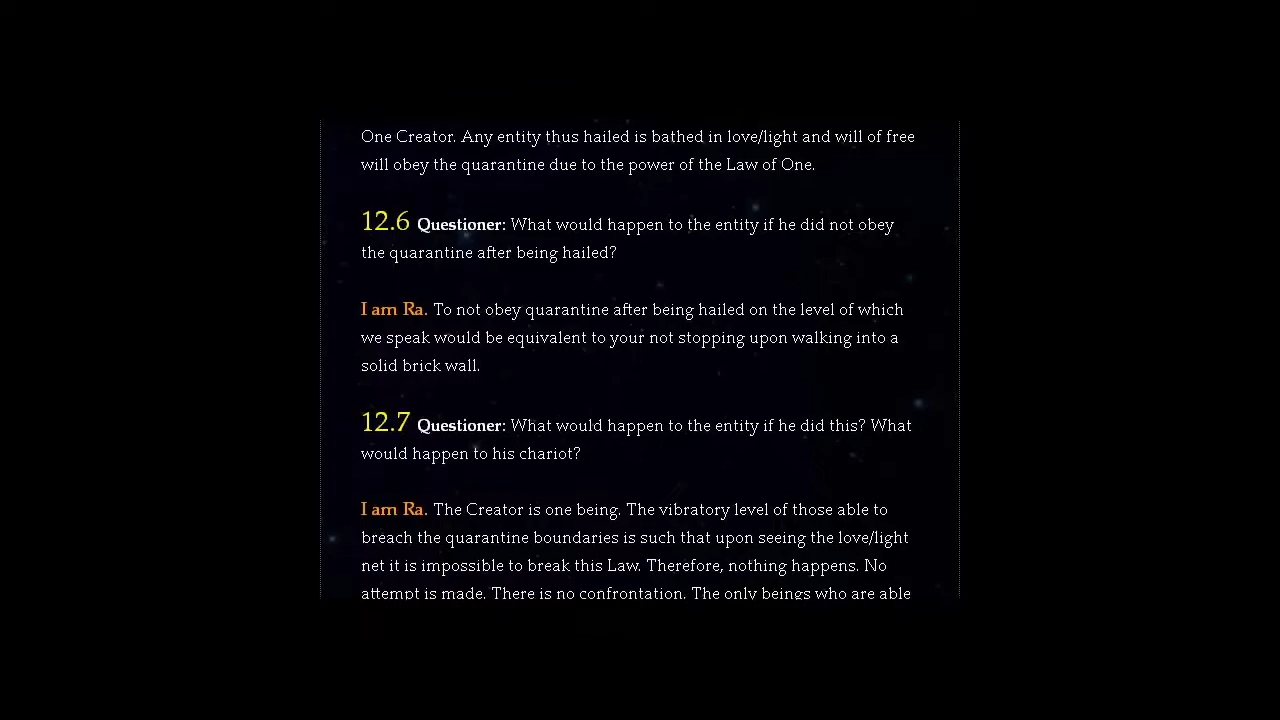 One Creator. Any entity thus hailed is bathed in love/light and will of free
will obey the quarantine due to the power of the Law of One.
12.6 Questioner: What would happen to the entity if he did not obey
the quarantine after being hailed?
I am Ra. To not obey quarantine after being hailed on the level of which
we speak would be equivalent to your not stopping upon walking into a
solid brick wall.
12.7 Questioner: What would happen to the entity if he did this? What
would happen to his chariot?
I am Ra. The Creator is one being. The vibratory level of those able to
breach the quarantine boundaries is such that upon seeing the love/light
net it is impossible to break this Law. Therefore, nothing happens. No
attempt is made. There is no confrontation. The only beings who are able